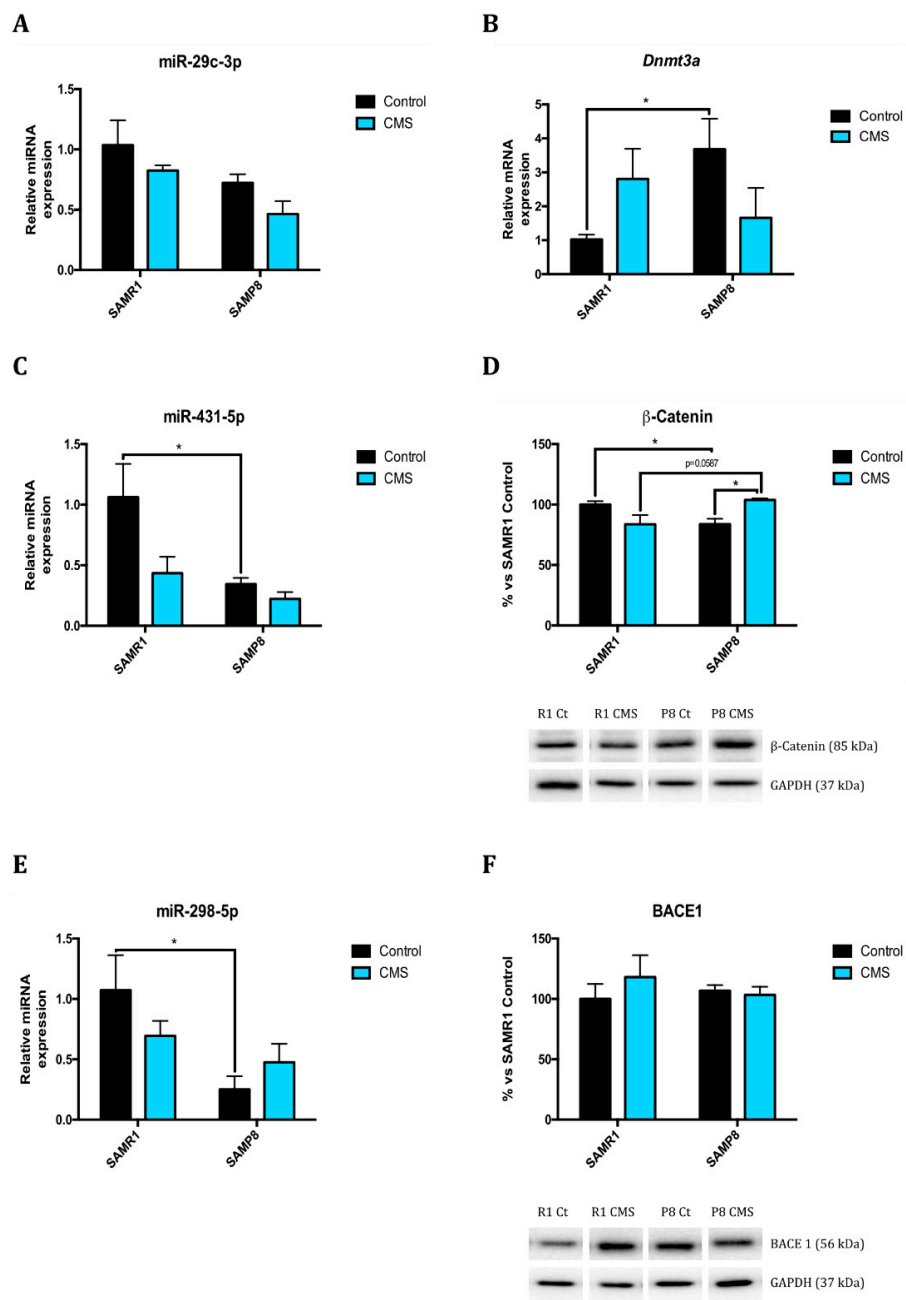 A
miR-29c-3p
Relative miRNA
expression
1.5
1.0
0.5
0.0
SAMR1
SAMP8
Control
CMS
B
Dnmt3a
Relative mRNA
expression
5
4
3
2
1
0
*
SAMR1
SAMP8
Control
CMS
C
miR-431-5p
Relative miRNA
expression
1.5
1.0
0.5
0.0
*
SAMR1
SAMP8
Control
CMS
D
β-Catenin
% vs SAMR1 Control
150
100
50
0
*
p=0.0587
*
SAMR1
SAMP8
Control
CMS
R1 Ct R1 CMS P8 Ct P8 CMS
β-Catenin (85 kDa)
GAPDH (37 kDa)
E
miR-298-5p
Relative miRNA
expression
1.5
1.0
0.5
0.0
*
SAMR1
SAMP8
Control
CMS
F
BACE1
% vs SAMR1 Control
150
100
50
0
SAMR1
SAMP8
Control
CMS
R1 Ct R1 CMS P8 Ct P8 CMS
BACE 1 (56 kDa)
GAPDH (37 kDa)